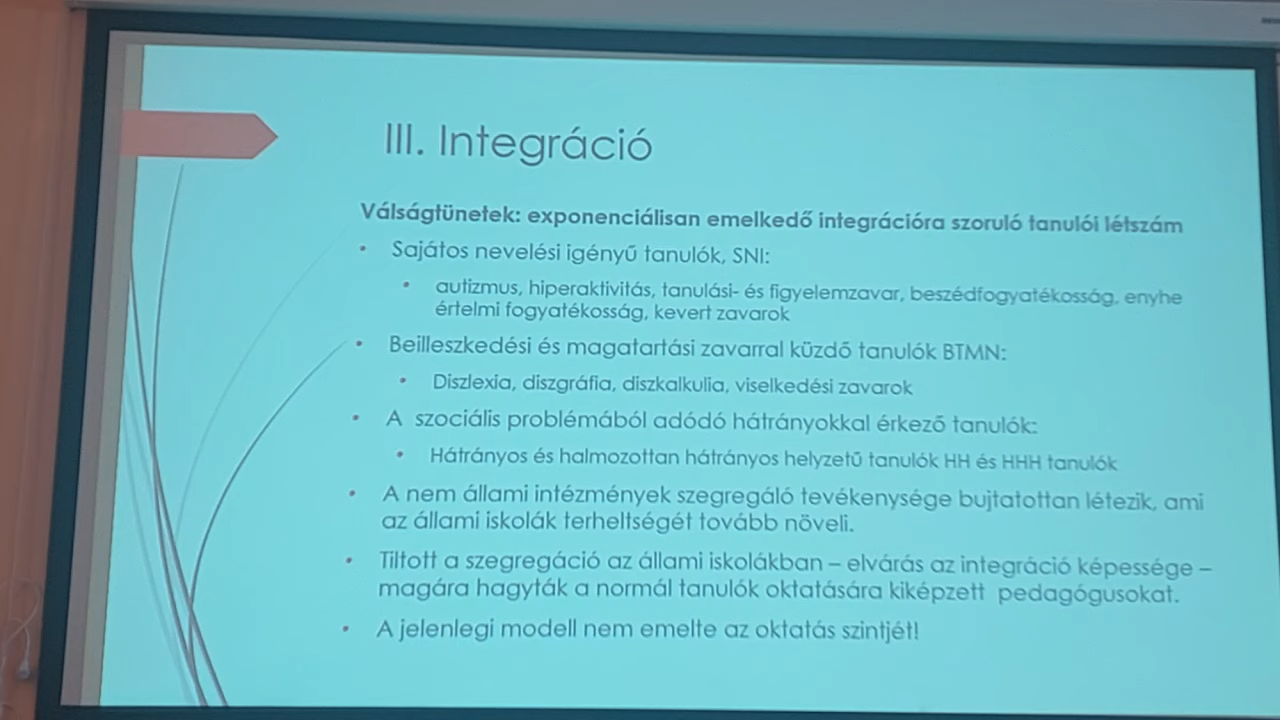 III. Integráció
Válságtünetek: exponenciálisan emelkedő integrációra szoruló tanulói létszám
• Sajátos nevelési igényű tanulók, SNI:
• autizmus, hiperaktivitás, tanulási- és figyelemzavar, beszédfogyatékosság, enyhe
értelmi fogyatékosság, kevert zavarok
• Beilleszkedési és magatartási zavarral küzdő tanulók BTMN:
• Diszlexia, diszgráfia, diszkalkulia, viselkedési zavarok
• A szociális problémából adódó hátrányokkal érkező tanulók:
• Hátrányos és halmozottan hátrányos helyzetű tanulók HH és HHH tanulók
• A nem állami intézmények szegregáló tevékenysége bujtatottan létezik, ami
az állami iskolák terheltségét tovább növeli.
• Tiltott a szegregáció az állami iskolákban – elvárás az integráció képessége –
magára hagyták a normál tanulók oktatására kiképzett pedagógusokat.
• A jelenlegi modell nem emelte az oktatás szintjét!